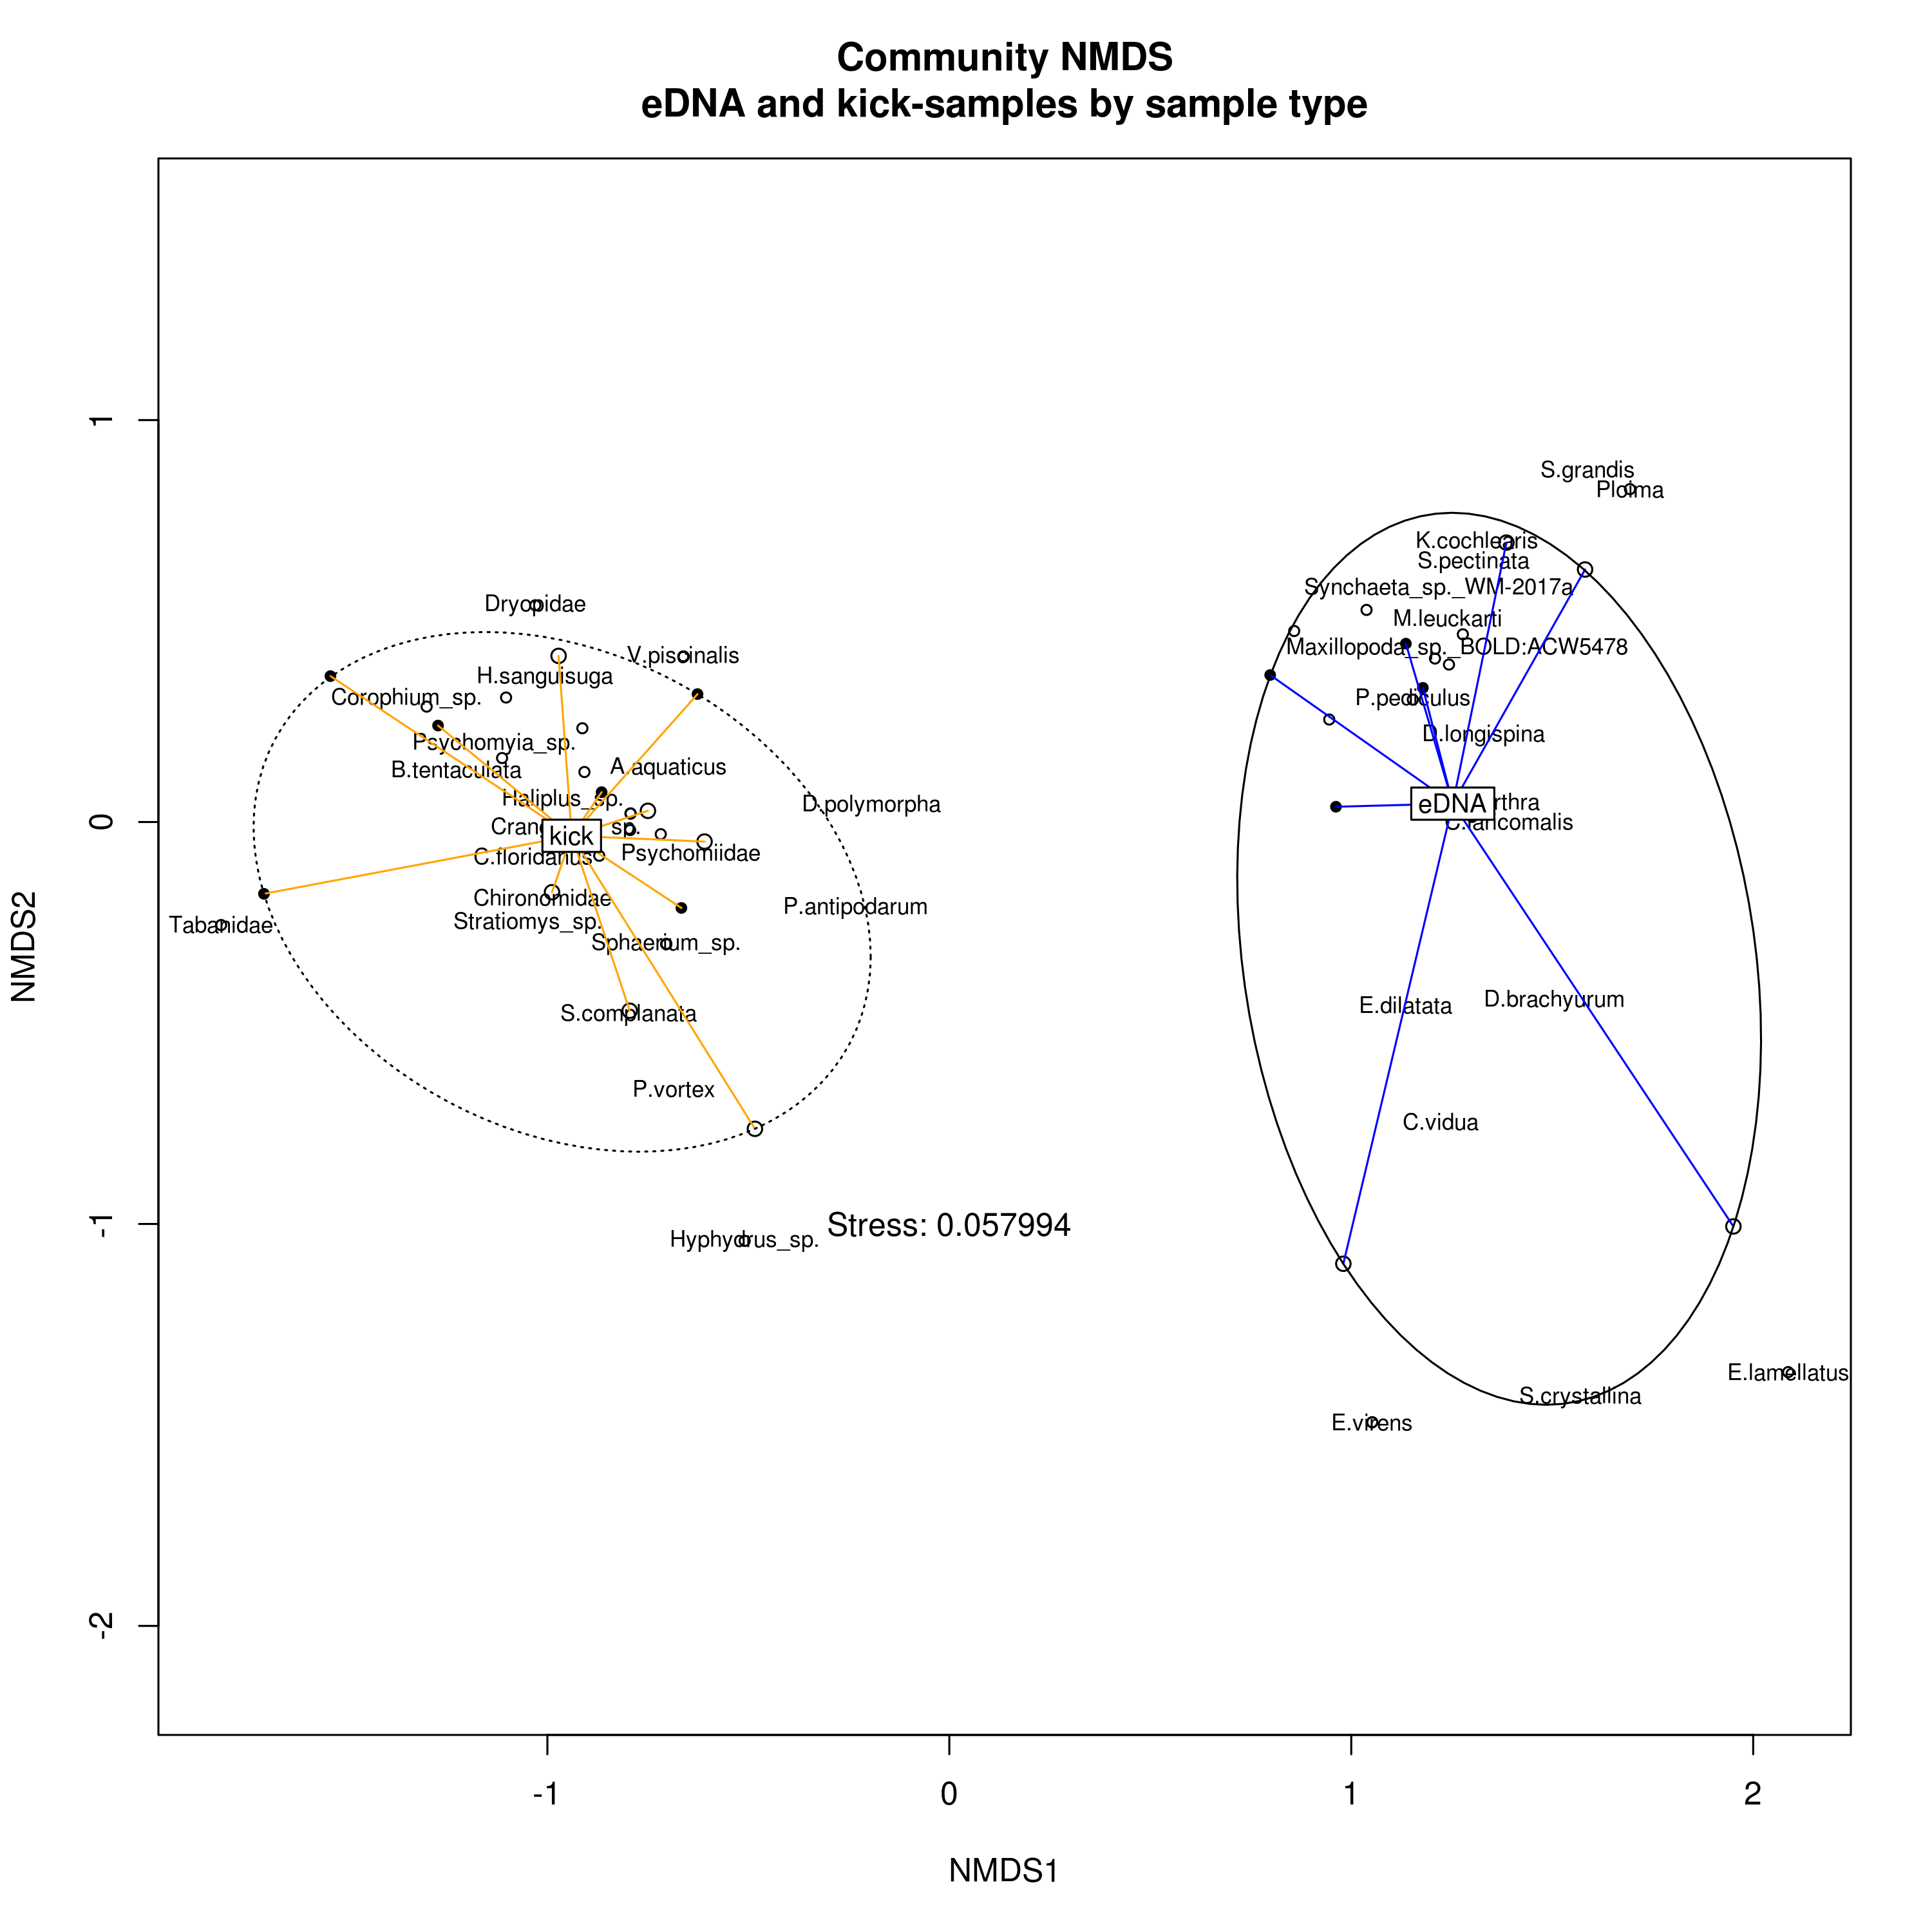 Community NMDS
eDNA and kick-samples by sample type
S.grandis
Ploima
K.cochlearis
S.pectinata
Synchaeta_sp._WM-2017a
Dryopidae
M.leuckarti
Maxillopoda_sp._BOLD:ACW5478
V.piscinalis
H.sanguisuga
Corophium_sp.
P.pediculus
D.longispina
Psychomyia_sp.
B.tentaculata
A.aquaticus
Haliplus_sp.
D.polymorpha
eDNA
rthra
Cran
sp.
kick
C.floridanus
Psychomiidae
Chironomidae
P.antipodarum
Stratiomys_sp.
Tabanidae
Sphaerium_sp.
E.dilatata
D.brachyurum
S.complanata
P.vortex
C.vidua
Stress: 0.057994
Hyphydrus_sp.
E.lamellatus
S.crystallina
E.virens
1
0
-1
-2
NMDS2
-1
0
1
2
NMDS1